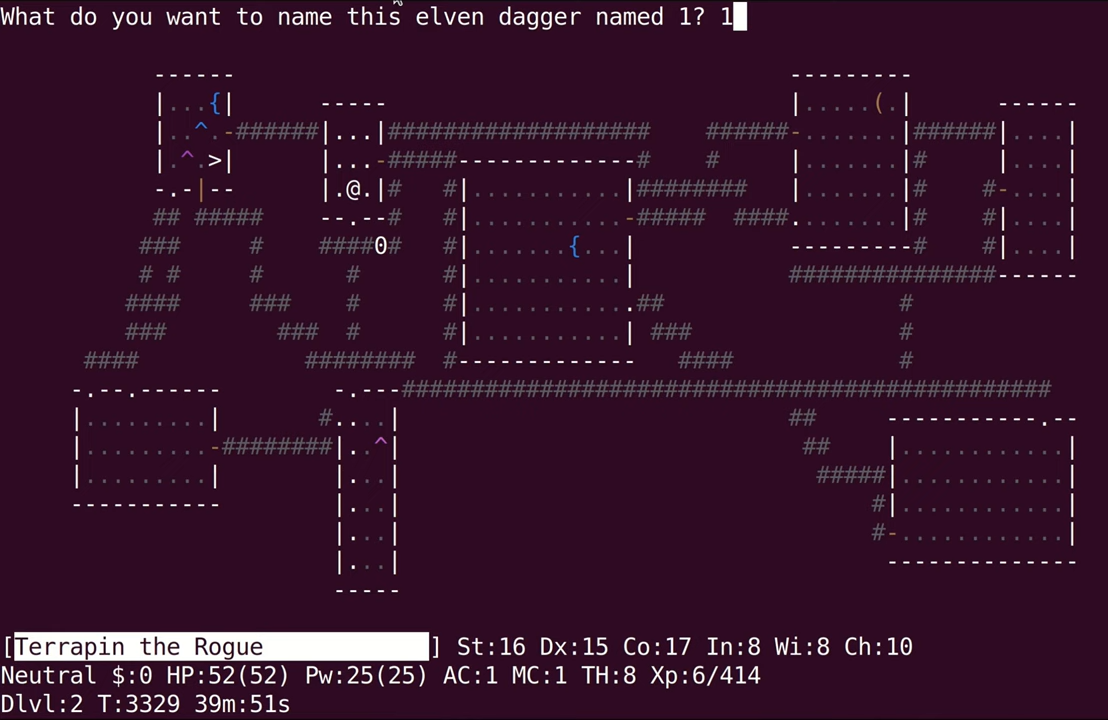 What do you want to name this elven dagger named 1? 1
[Terrapin the Rogue] St:16 Dx:15 Co:17 In:8 Wi:8 Ch:10
Neutral $:0 HP:52(52) Pw:25(25) AC:1 MC:1 TH:8 Xp:6/414
Dlvl:2 T:3329 39m:51s